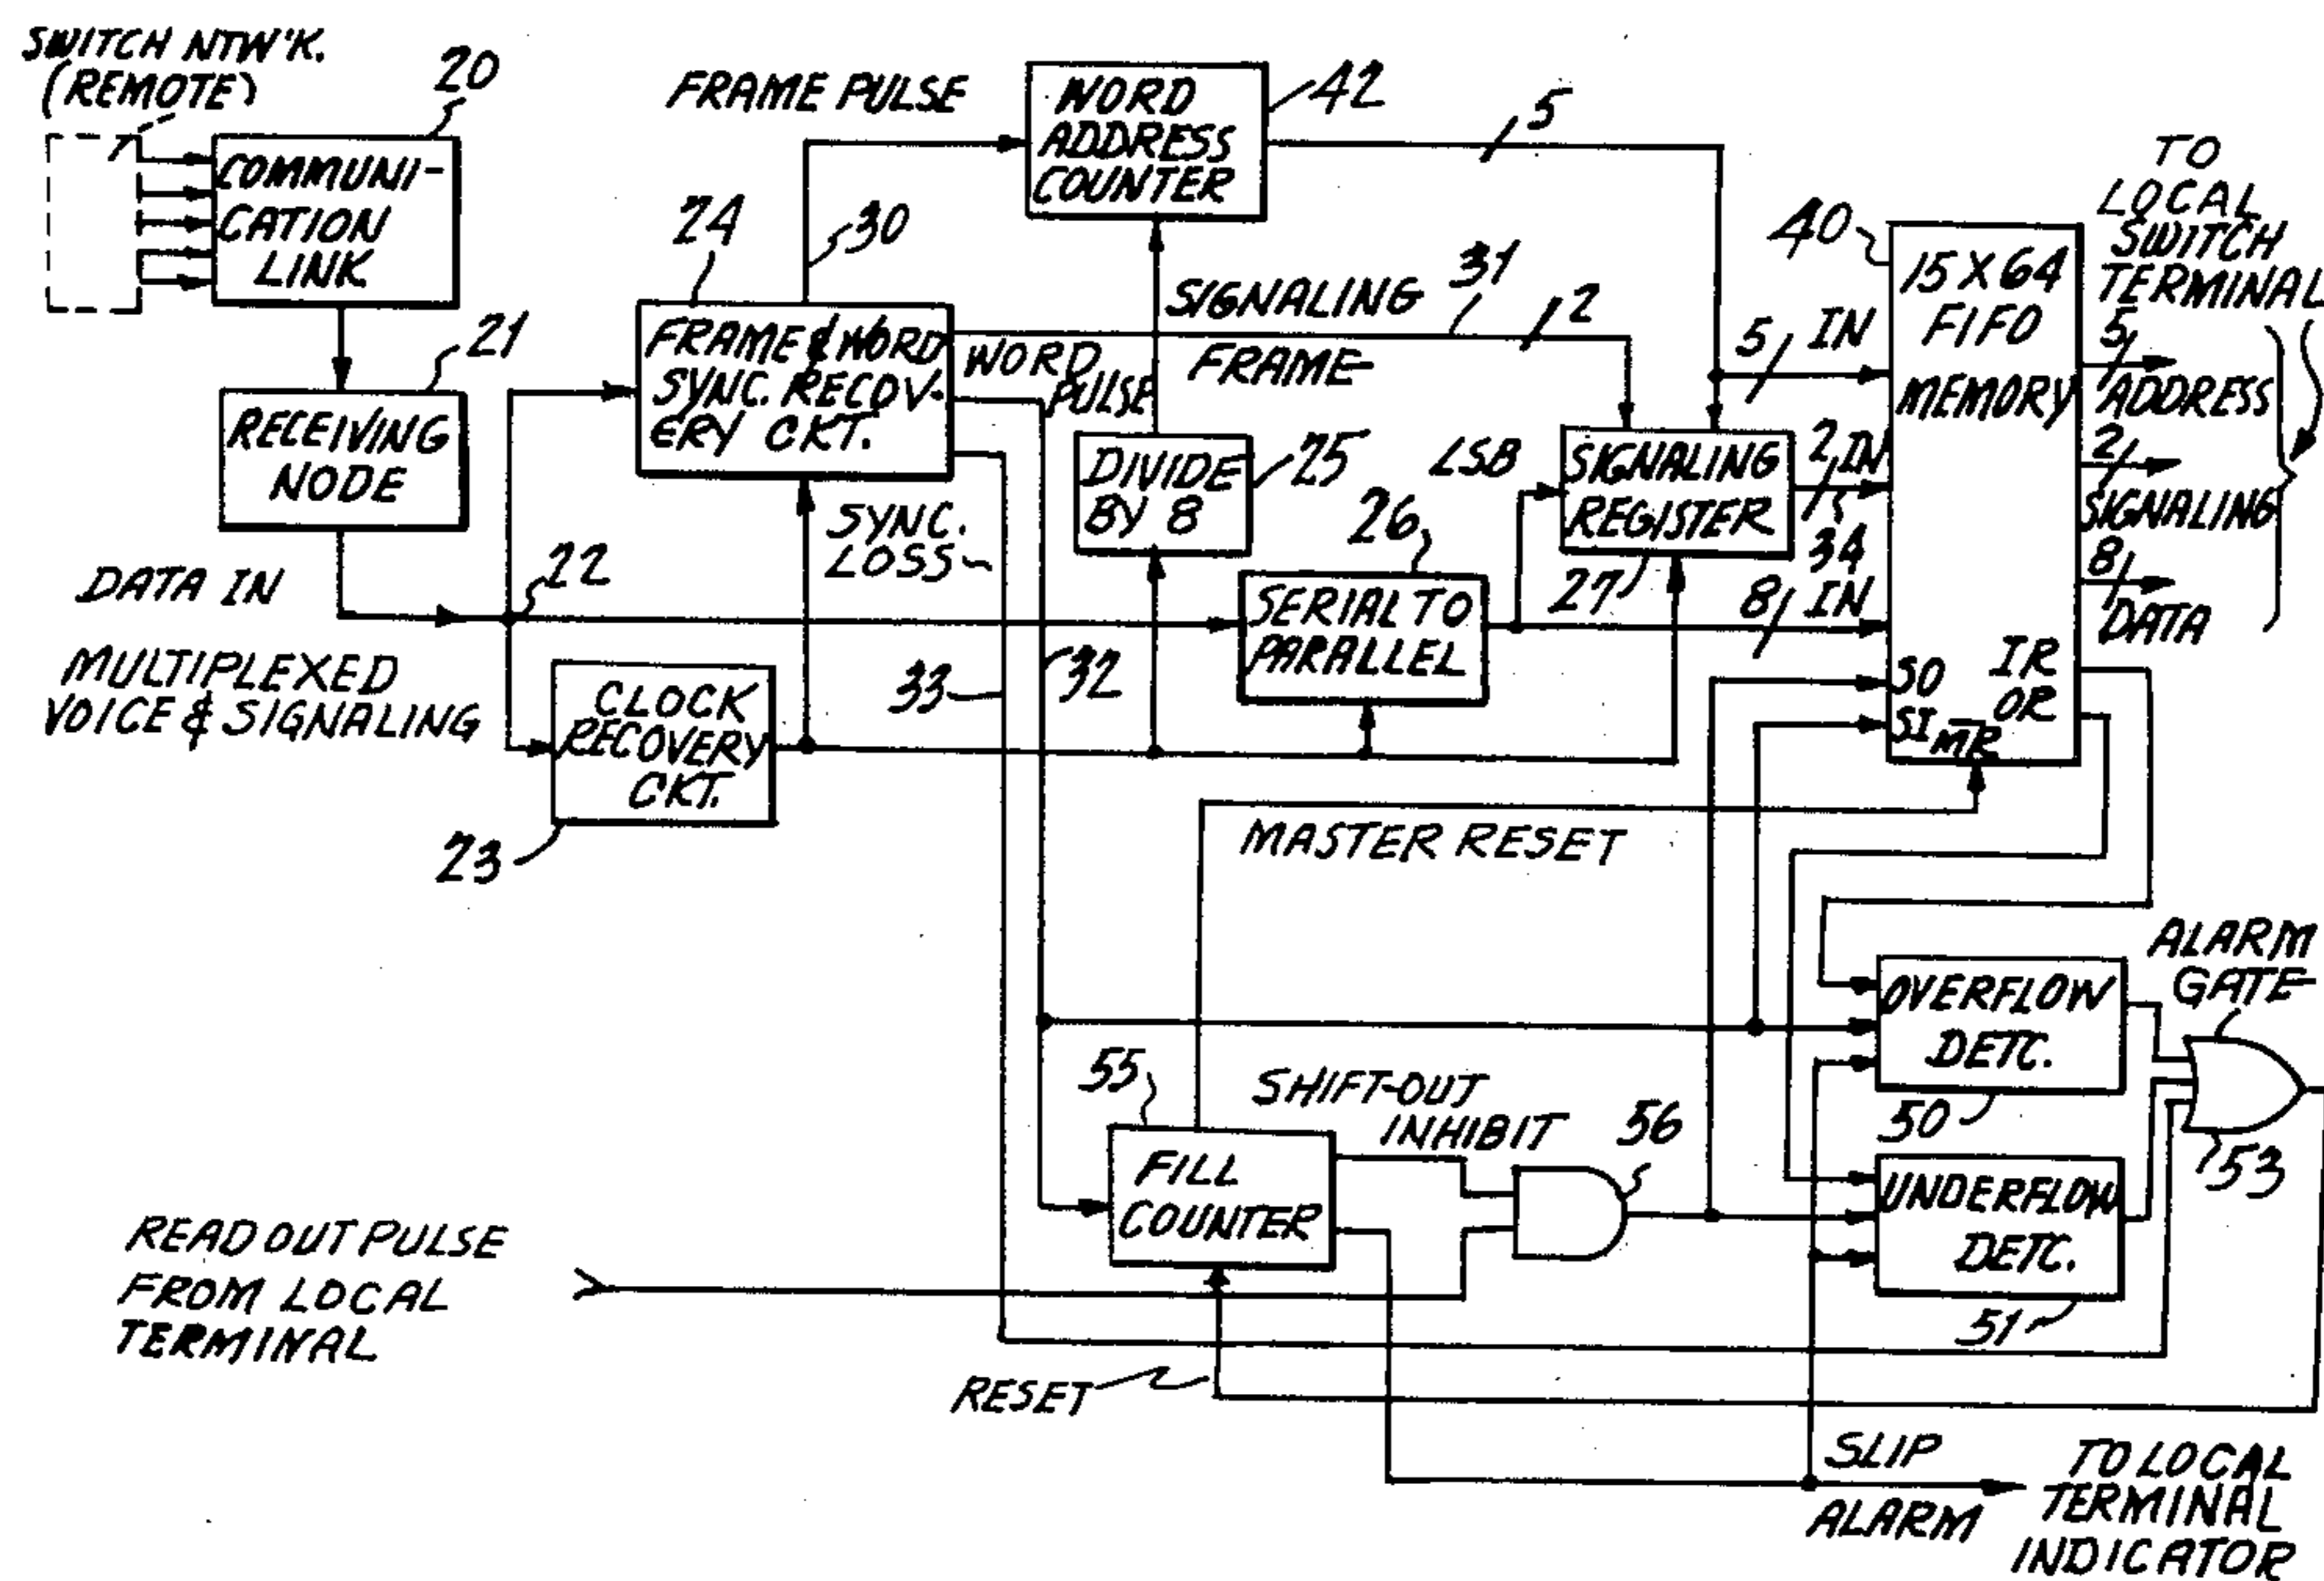 SWITCH NTW'K.
(REMOTE)
20
COMMUNI-
CATION
LINK
21
RECEIVING
NODE
DATA IN
22
MULTIPLEXED
VOICE & SIGNALING
CLOCK
RECOVERY
CKT.
23
24
FRAME & WORD
SYNC. RECOV-
ERY CKT.
FRAME PULSE
30
WORD
ADDRESS
COUNTER
42
5
SIGNALING
31
2
FRAME
WORD
PULSE
SYNC.
LOSS
33
32
DIVIDE
BY 8
25
26
SERIAL TO
PARALLEL
LSB
SIGNALING
REGISTER
27
5
IN
2
IN
34
8
IN
40
15 X 64
FIFO
MEMORY
SO
SI
MR
IR
OR
TO
LOCAL
SWITCH
TERMINAL
5
ADDRESS
2
SIGNALING
8
DATA
MASTER RESET
OVERFLOW
DETC.
50
ALARM
GATE
53
UNDERFLOW
DETC.
51
55
FILL
COUNTER
SHIFT-OUT
INHIBIT
56
READ OUT PULSE
FROM LOCAL
TERMINAL
RESET
SLIP
ALARM
TO LOCAL
TERMINAL
INDICATOR